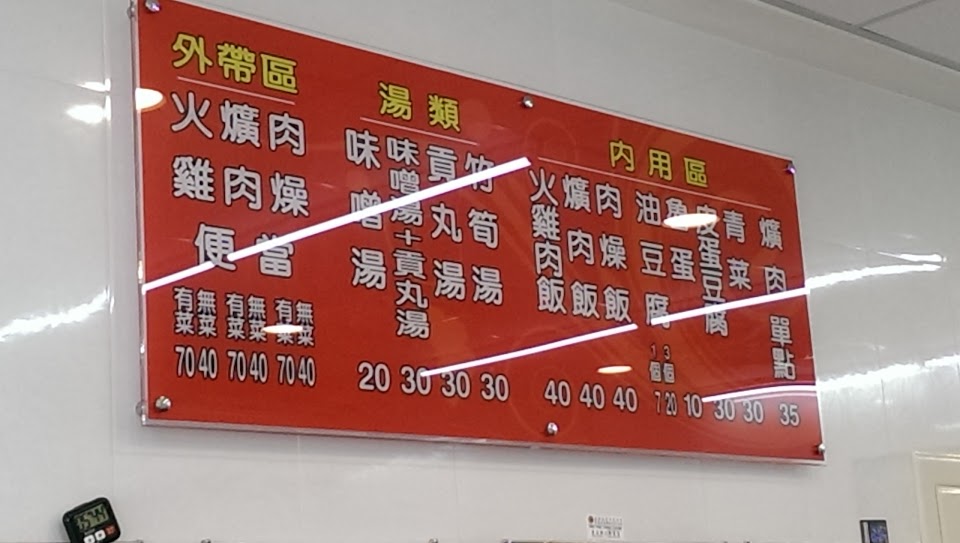 外帶區
火雞
爌肉
肉燥
便當
有菜 無菜 有菜 無菜 有菜 無菜
70 40 70 40 70 40
湯類
味噌湯
味噌湯+貢丸湯
貢丸湯
竹筍湯
20 30 30 30
內用區
火雞肉飯
爌肉飯
肉燥飯
油豆腐
1個 3個
魯蛋
皮蛋豆腐
青菜
爌肉單點
40 40 40 7 20 10 30 30 35